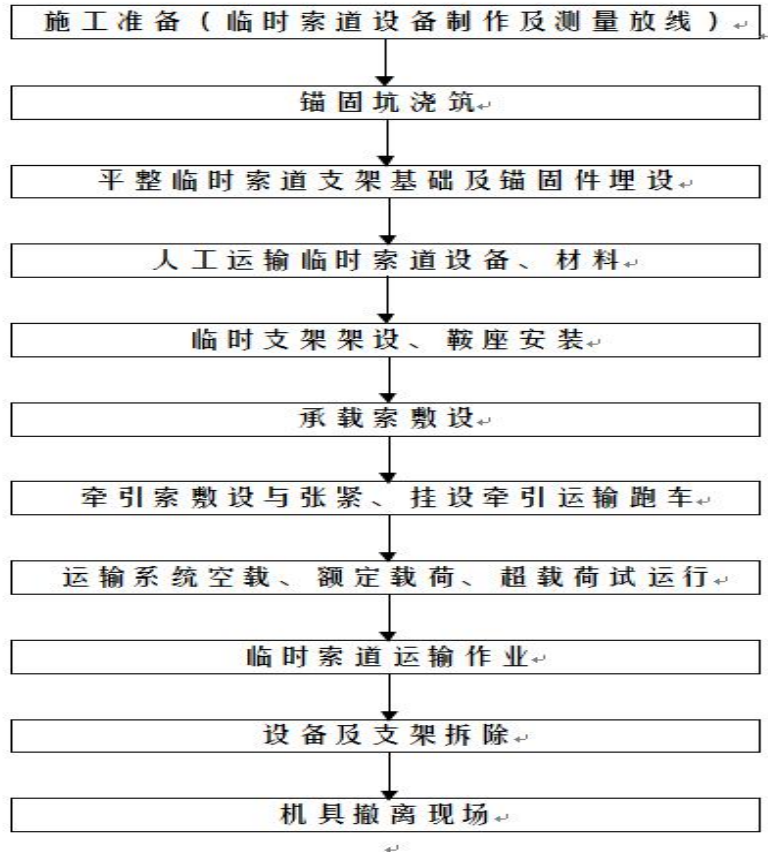 施工准备（临时索道设备制作及测量放线）
锚固坑浇筑
平整临时索道支架基础及锚固件埋设
人工运输临时索道设备、材料
临时支架架设、鞍座安装
承载索敷设
牵引索敷设与张紧、挂设牵引运输跑车
运输系统空载、额定载荷、超载荷试运行
临时索道运输作业
设备及支架拆除
机具撤离现场